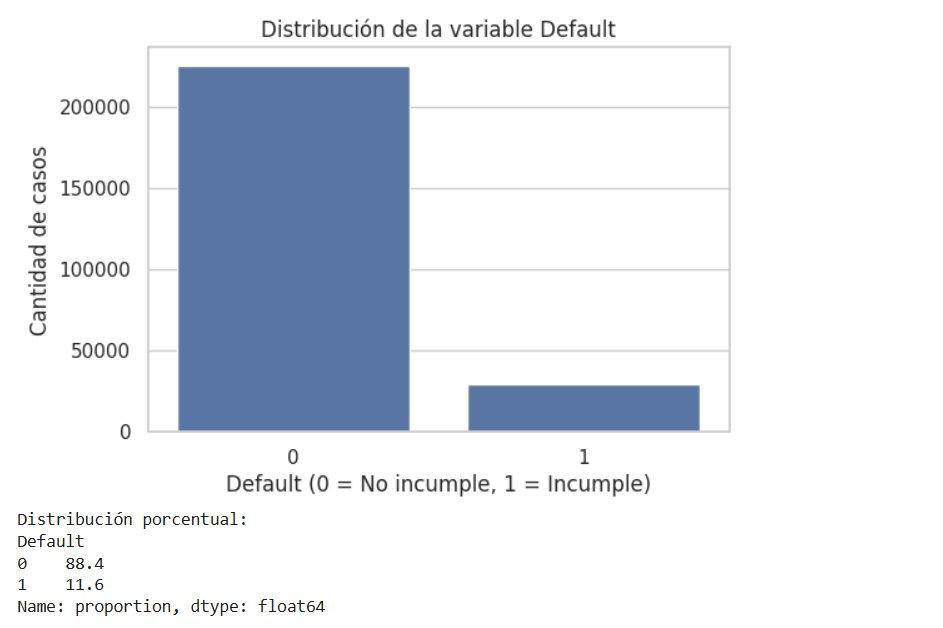 Distribución de la variable Default
Cantidad de casos
200000
150000
100000
50000
0
0 1
Default (0 = No incumple, 1 = Incumple)
Distribución porcentual:
Default
0    88.4
1    11.6
Name: proportion, dtype: float64